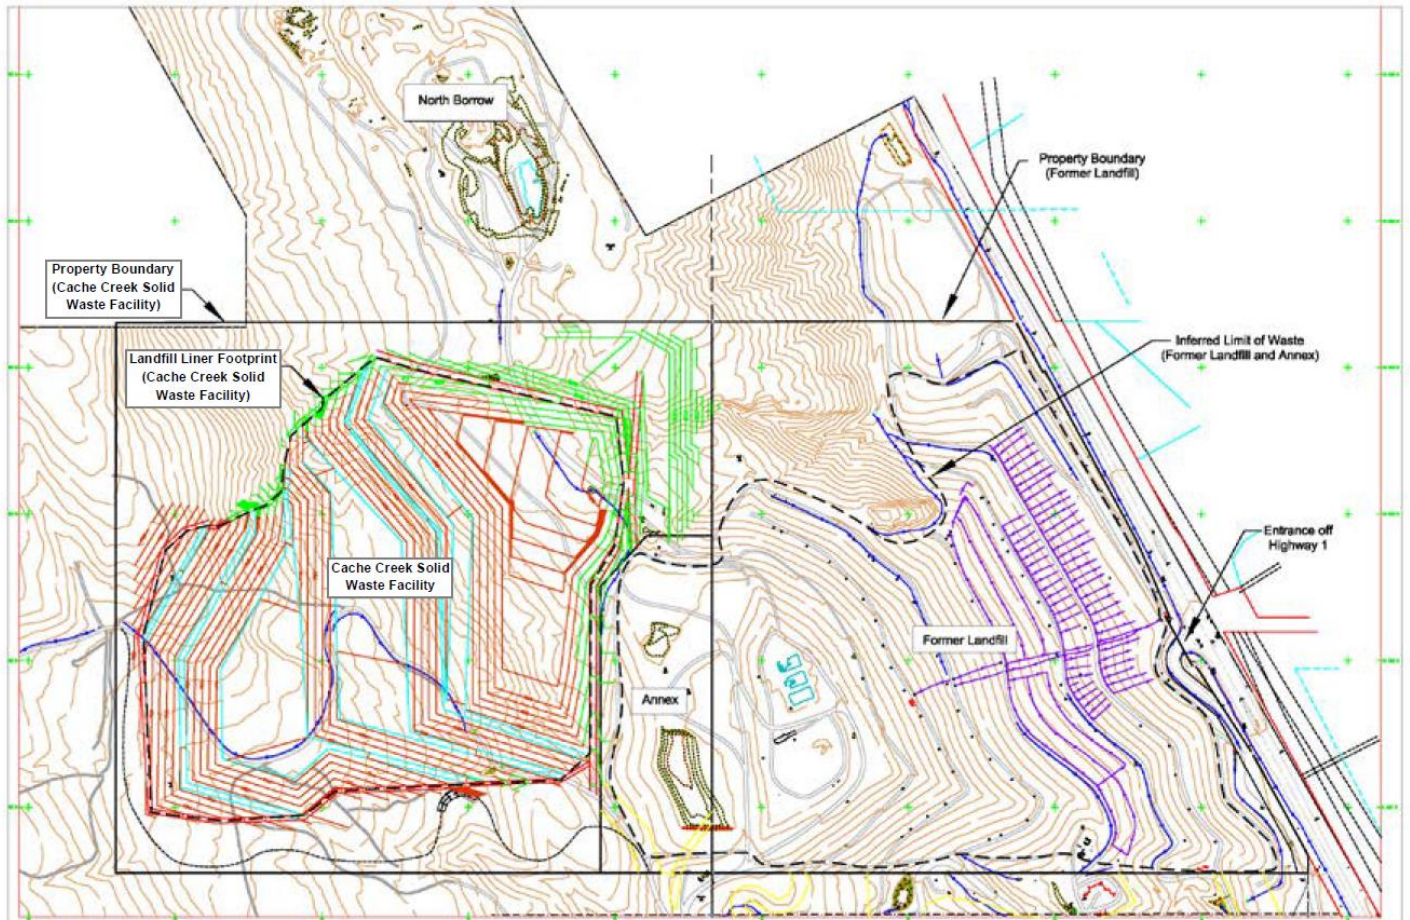 North Borrow
Property Boundary
(Former Landfill)
Property Boundary
(Cache Creek Solid
Waste Facility)
Inferred Limit of Waste
(Former Landfill and Annex)
Landfill Liner Footprint
(Cache Creek Solid
Waste Facility)
Entrance off
Highway 1
Cache Creek Solid
Waste Facility
Former Landfill
Annex